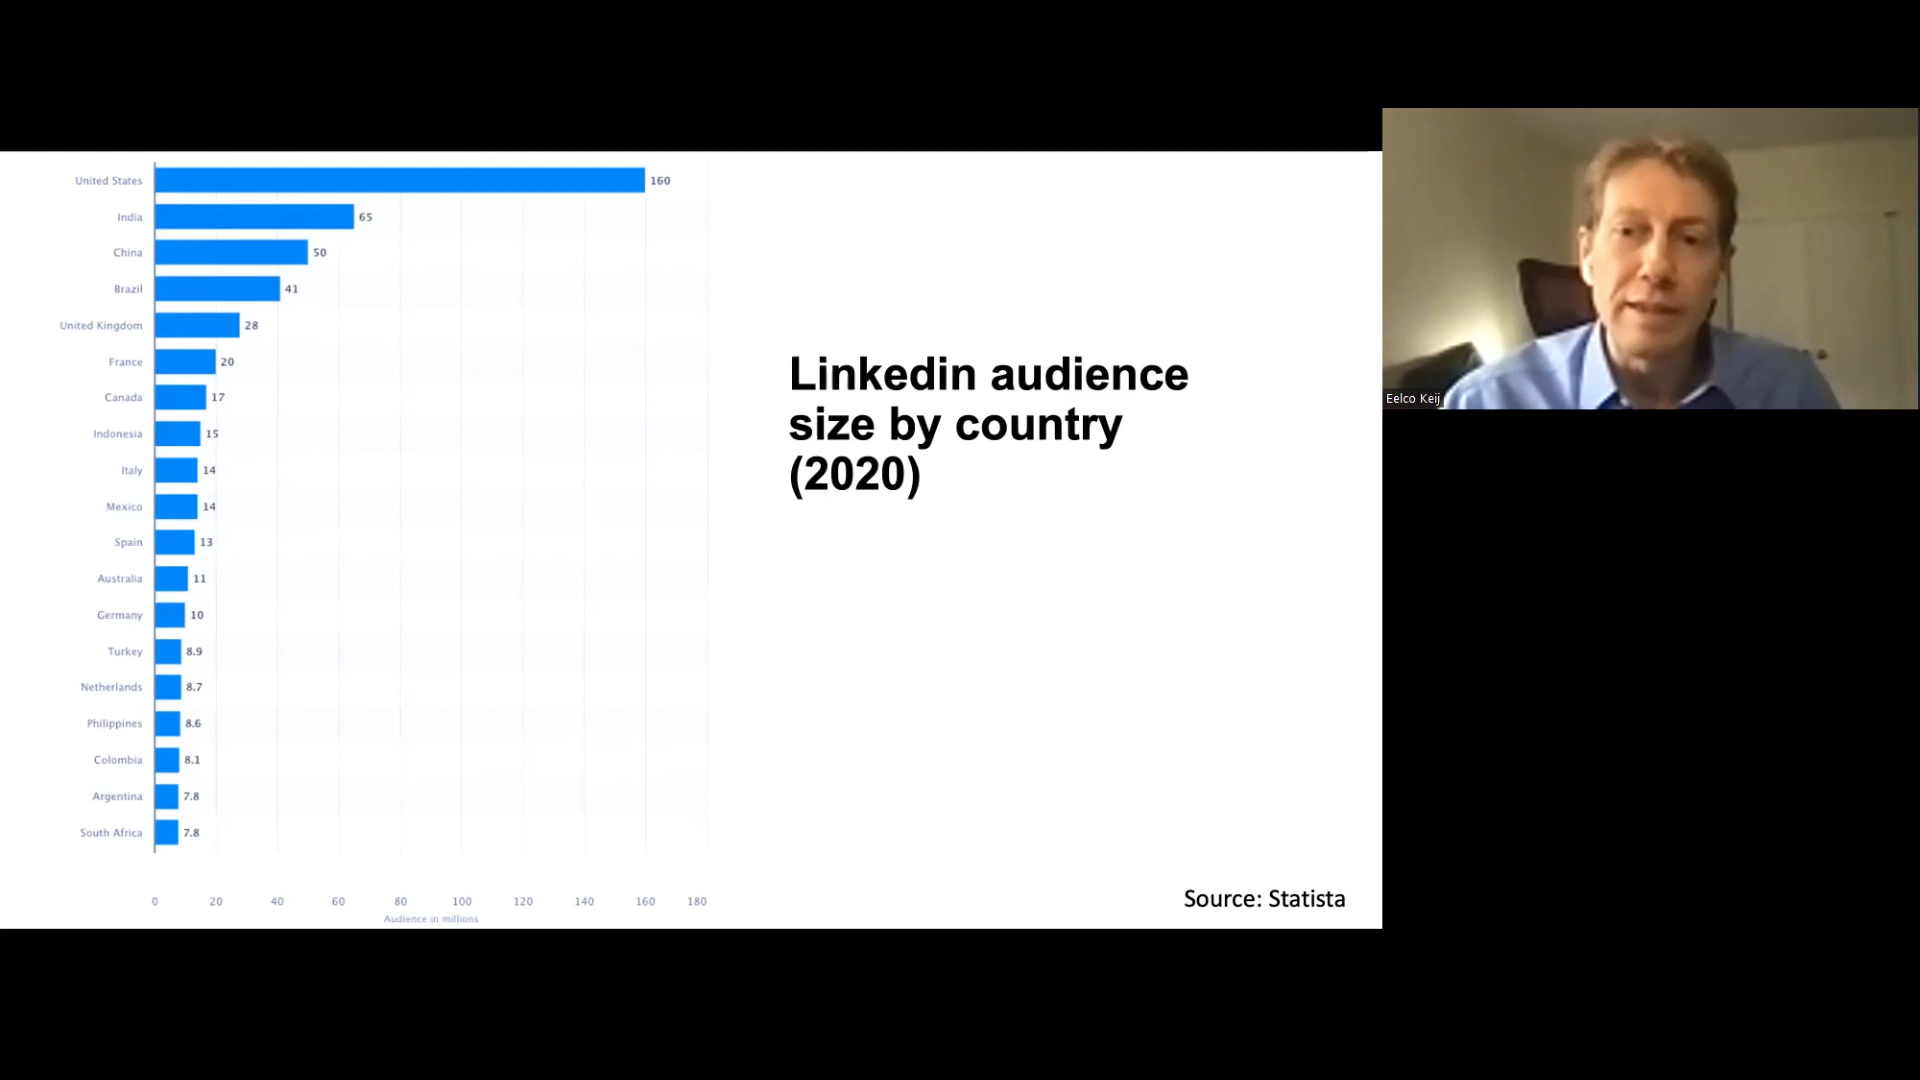 United States 160
India 65
China 50
Brazil 41
United Kingdom 28
France 20
Canada 17
Indonesia 15
Italy 14
Mexico 14
Spain 13
Australia 11
Germany 10
Turkey 8.9
Netherlands 8.7
Philippines 8.6
Colombia 8.1
Argentina 7.8
South Africa 7.8
0 20 40 60 80 100 120 140 160 180
Audience in millions
Linkedin audience
size by country
(2020)
Source: Statista
Eelco Keij